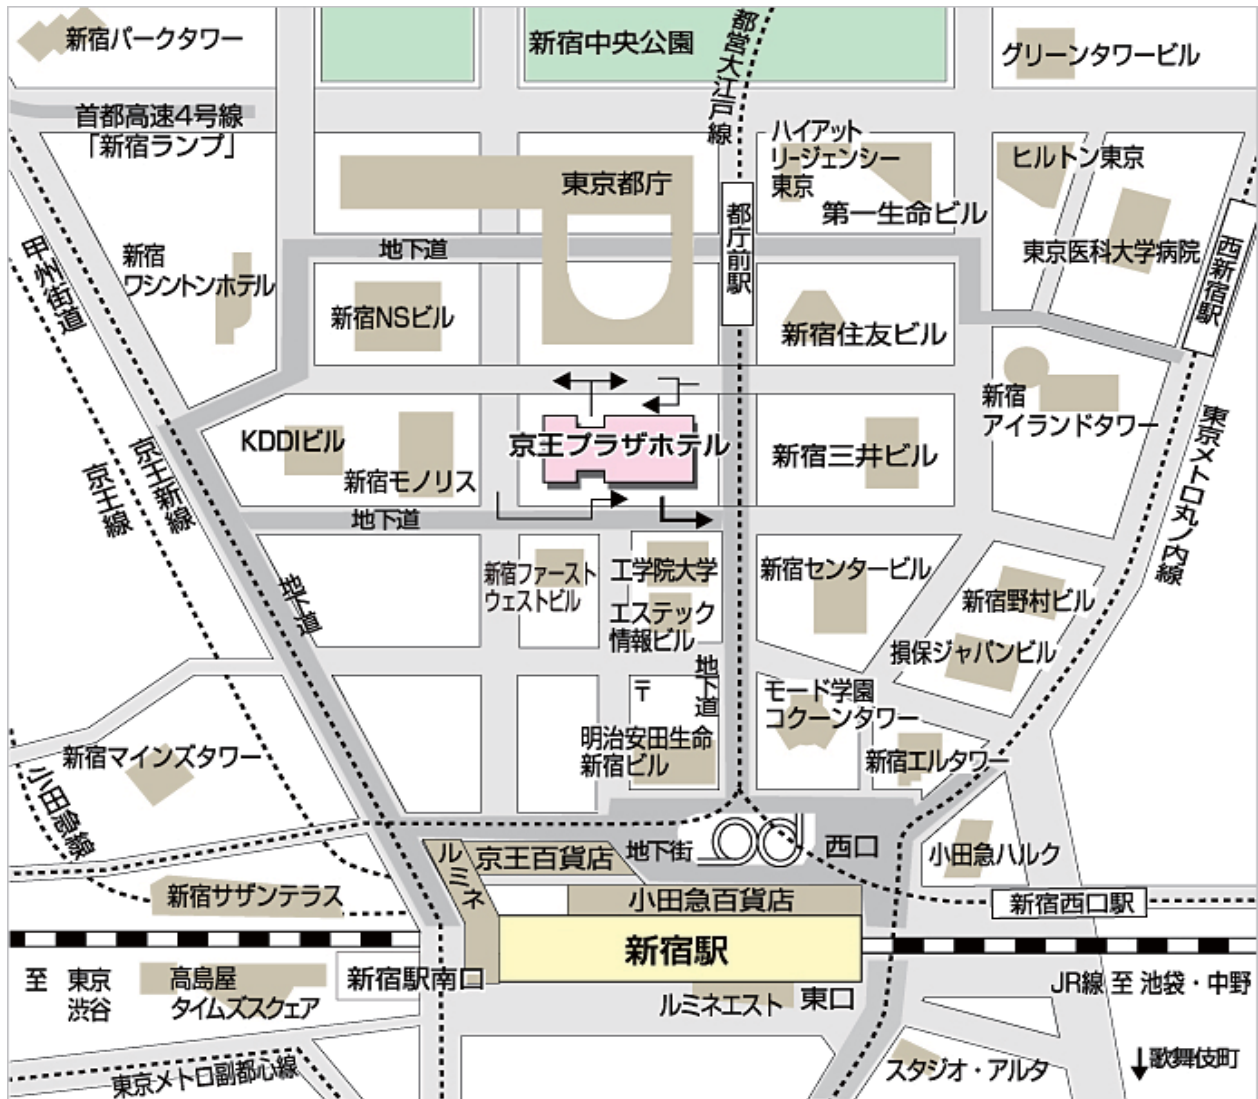 新宿パークタワー
新宿中央公園
都営大江戸線
グリーンタワービル
首都高速4号線
「新宿ランプ」
ハイアット
リージェンシー
東京
ヒルトン東京
東京都庁
第一生命ビル
都庁前駅
東京医科大学病院
西新宿駅
地下道
甲州街道
新宿
ワシントンホテル
新宿NSビル
新宿住友ビル
新宿
アイランドタワー
東京メトロ丸ノ内線
KDDIビル
新宿モノリス
京王プラザホテル
新宿三井ビル
京王新線
京王線
地下道
地下道
新宿ファースト
ウェストビル
工学院大学
エステック
情報ビル
新宿センタービル
新宿野村ビル
損保ジャパンビル
地下道
〒
モード学園
コクーンタワー
明治安田生命
新宿ビル
新宿エルタワー
新宿マインズタワー
小田急線
ルミネ
京王百貨店
地下街
西口
小田急ハルク
新宿サザンテラス
小田急百貨店
新宿西口駅
新宿駅
至 東京
渋谷
高島屋
タイムズスクェア
新宿駅南口
ルミネエスト
東口
JR線 至 池袋・中野
東京メトロ副都心線
スタジオ・アルタ
歌舞伎町